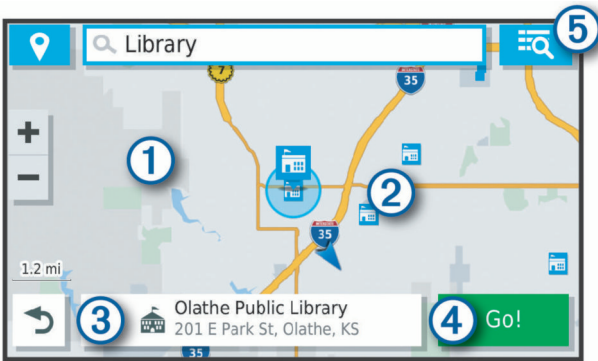 5
Library
7
35
+
1
−
2
35
1.2 mi
3
Olathe Public Library
201 E Park St, Olathe, KS
4
Go!
35